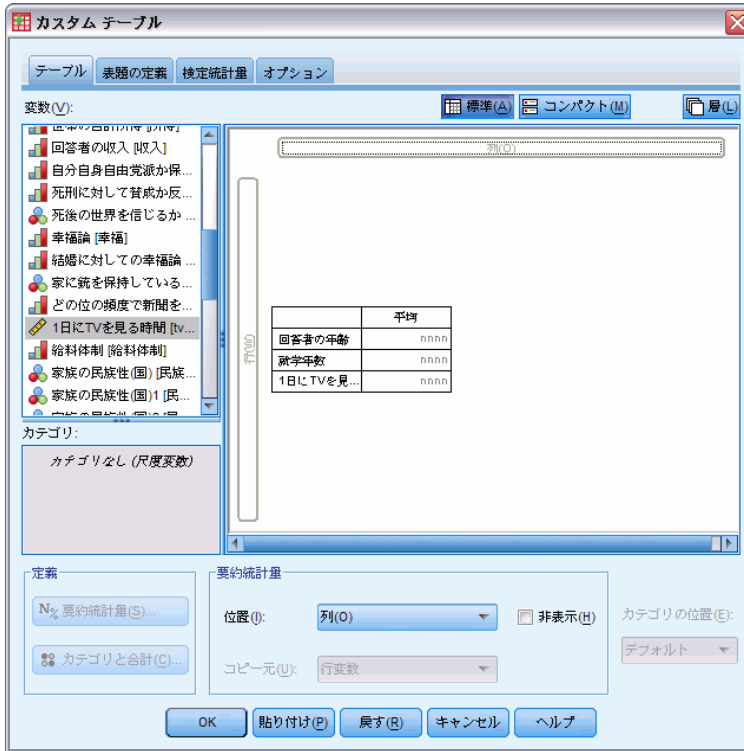 カスタム テーブル
テーブル 表題の定義 検定統計量 オプション
変数(V):
標準(A) コンパクト(M) 層(L)
回答者の収入 [収入]
自分自身自由党派か保...
死刑に対して賛成か反...
死後の世界を信じるか ...
幸福論 [幸福]
結婚に対しての幸福論 ...
家に銃を保持している...
どの位の頻度で新聞を...
1日にTVを見る時間 [tv...
給料体制 [給料体制]
家族の民族性(国) [民族...
家族の民族性(国)1 [民...
列(O)
行(W)
平均
回答者の年齢 nnnn
就学年数 nnnn
1日にTVを見... nnnn
カテゴリ:
カテゴリなし (尺度変数)
定義
N% 要約統計量(S)...
カテゴリと合計(C)...
要約統計量
位置(I): 列(O) 非表示(H)
コピー元(U): 行変数
カテゴリの位置(E):
デフォルト
OK 貼り付け(P) 戻す(R) キャンセル ヘルプ